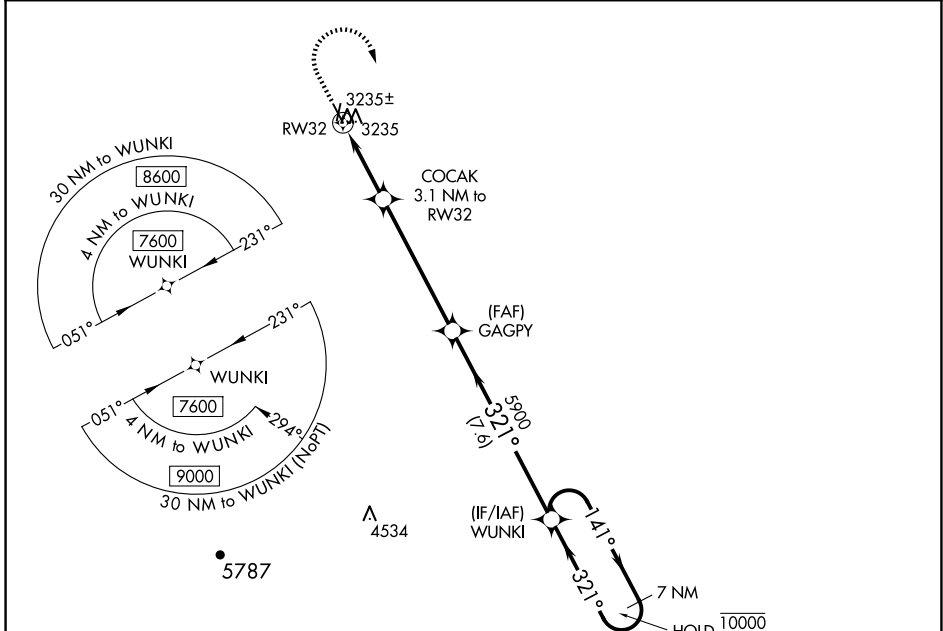 3235±
RW32
3235
COCAK
3.1 NM to
RW32
30 NM to WUNKI
8600
4 NM to WUNKI
7600
WUNKI
231°
051°
(FAF)
GAGPY
231°
WUNKI
051°
7600
4 NM to WUNKI
294°
9000
30 NM to WUNKI (NoPT)
5900
321°
(7.6)
4534
(IF/IAF)
WUNKI
141°
5787
321°
7 NM
HOLD 10000